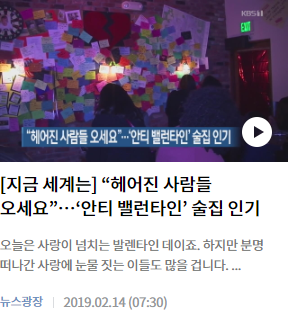 KBS 1
EXIT
“헤어진 사람들 오세요”…‘안티 밸런타인’ 술집 인기
[지금 세계는] “헤어진 사람들
오세요”…‘안티 밸런타인’ 술집 인기
오늘은 사랑이 넘치는 발렌타인 데이죠. 하지만 분명
떠나간 사랑에 눈물 짓는 이들도 많을 겁니다. ...
뉴스광장 | 2019.02.14 (07:30)